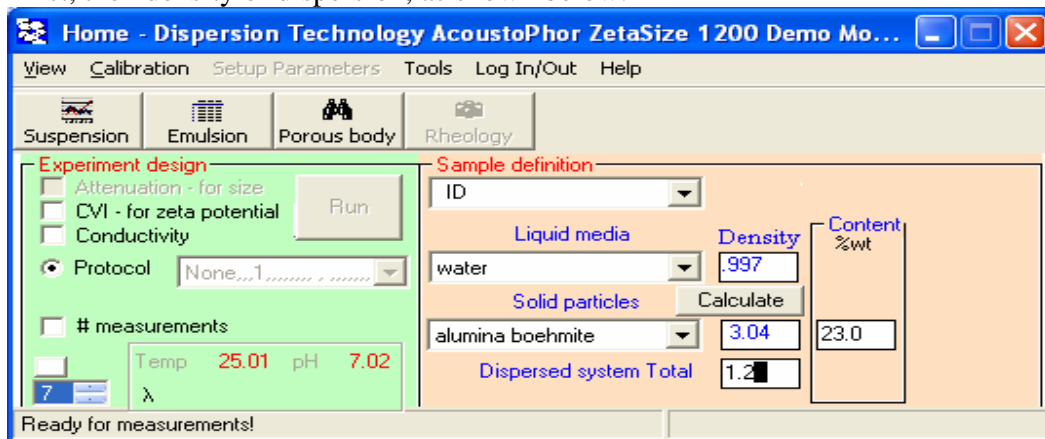 Home - Dispersion Technology AcoustoPhor ZetaSize 1200 Demo Mo...
View Calibration Setup Parameters Tools Log In/Out Help
Suspension Emulsion Porous body Rheology
Experiment design
Attenuation - for size
CVI - for zeta potential
Conductivity
Run
Protocol None,,,1,,,,,,,, , ,,,,,,,
# measurements
Temp 25.01 pH 7.02
7
λ
Sample definition
ID
Liquid media Density
water .997
Solid particles Calculate
alumina boehmite 3.04
Dispersed system Total 1.2
Content
%wt
23.0
Ready for measurements!